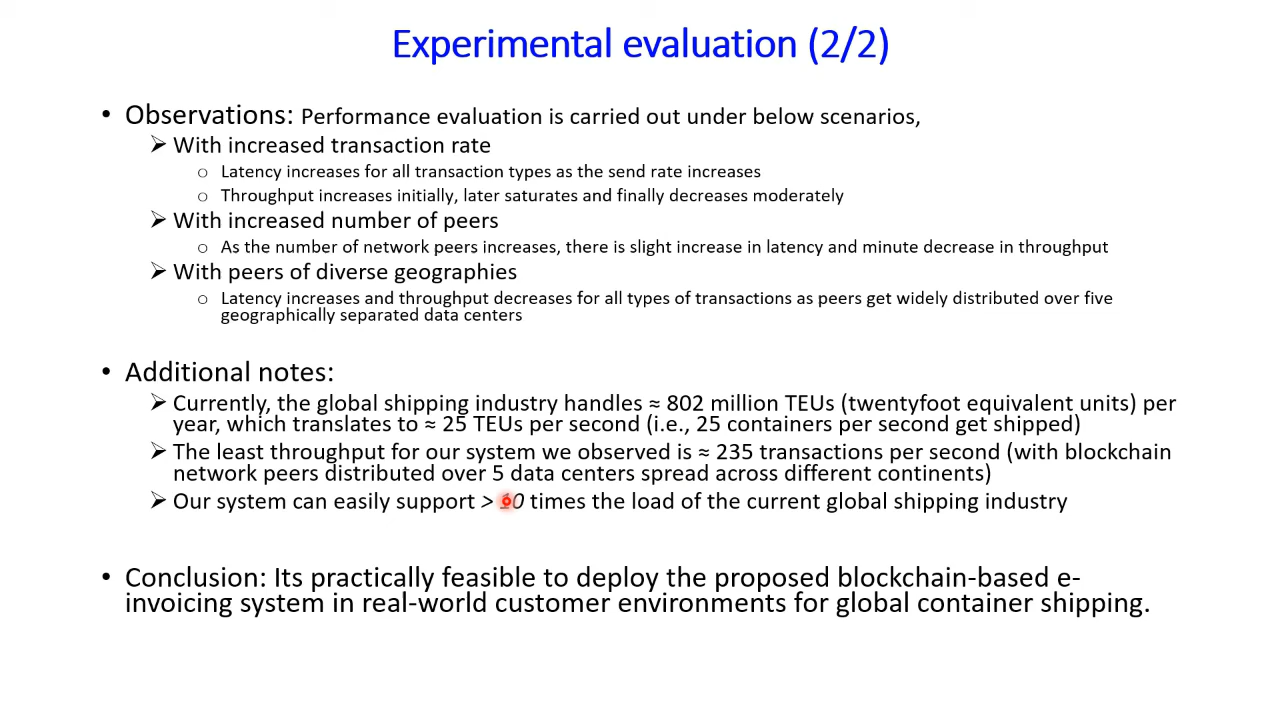 Experimental evaluation (2/2)
• Observations: Performance evaluation is carried out under below scenarios,
➢ With increased transaction rate
○ Latency increases for all transaction types as the send rate increases
○ Throughput increases initially, later saturates and finally decreases moderately
➢ With increased number of peers
○ As the number of network peers increases, there is slight increase in latency and minute decrease in throughput
➢ With peers of diverse geographies
○ Latency increases and throughput decreases for all types of transactions as peers get widely distributed over five
geographically separated data centers
• Additional notes:
➢ Currently, the global shipping industry handles ≈ 802 million TEUs (twentyfoot equivalent units) per
year, which translates to ≈ 25 TEUs per second (i.e., 25 containers per second get shipped)
➢ The least throughput for our system we observed is ≈ 235 transactions per second (with blockchain
network peers distributed over 5 data centers spread across different continents)
➢ Our system can easily support > times the load of the current global shipping industry
• Conclusion: Its practically feasible to deploy the proposed blockchain-based e-
invoicing system in real-world customer environments for global container shipping.